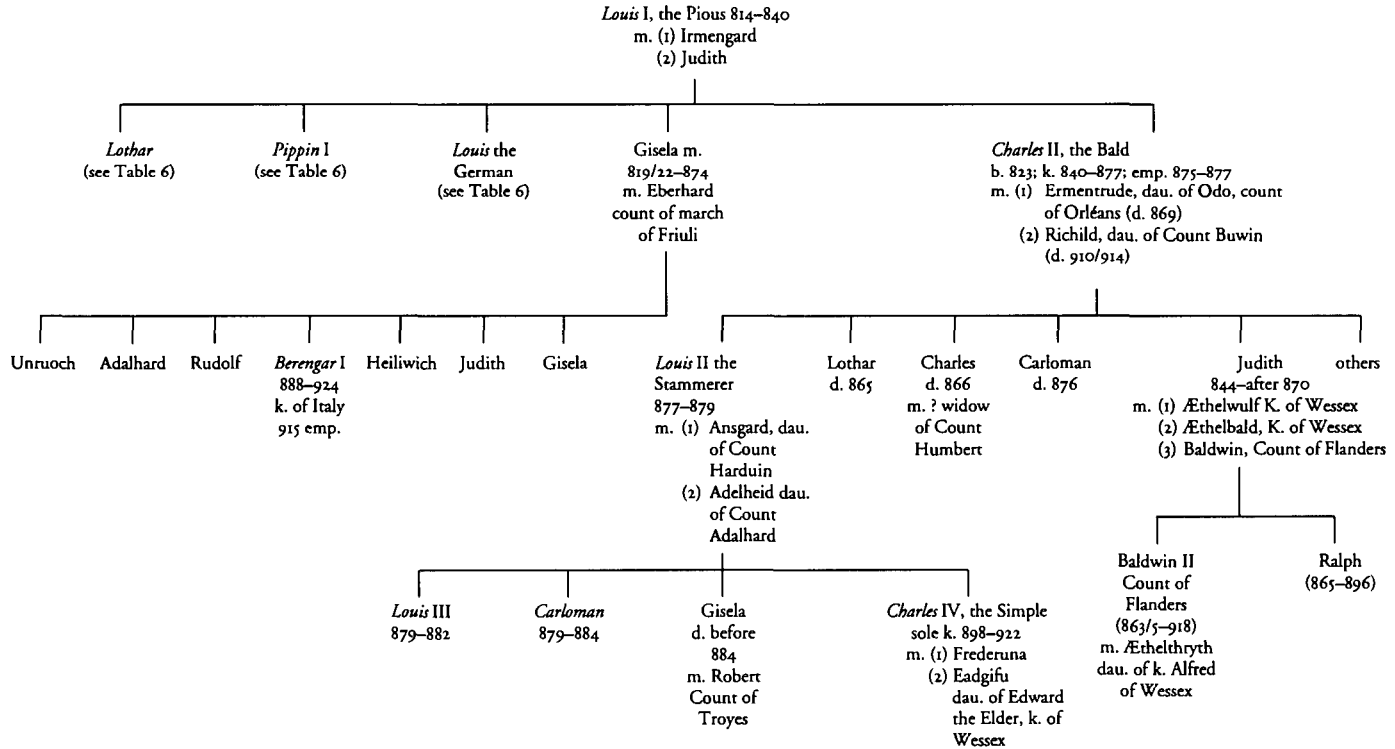 Louis I, the Pious 814–840
m. (1) Irmengard
(2) Judith
Lothar
(see Table 6)
Pippin I
(see Table 6)
Louis the
German
(see Table 6)
Gisela m.
819/22–874
m. Eberhard
count of march
of Friuli
Charles II, the Bald
b. 823; k. 840–877; emp. 875–877
m. (1) Ermentrude, dau. of Odo, count
of Orléans (d. 869)
(2) Richild, dau. of Count Buwin
(d. 910/914)
Unruoch
Adalhard
Rudolf
Berengar I
888–924
k. of Italy
915 emp.
Heiliwich
Judith
Gisela
Louis II the
Stammerer
877–879
m. (1) Ansgard, dau.
of Count
Harduin
(2) Adelheid dau.
of Count
Adalhard
Lothar
d. 865
Charles
d. 866
m. ? widow
of Count
Humbert
Carloman
d. 876
Judith
844–after 870
m. (1) Æthelwulf K. of Wessex
(2) Æthelbald, K. of Wessex
(3) Baldwin, Count of Flanders
others
Louis III
879–882
Carloman
879–884
Gisela
d. before
884
m. Robert
Count of
Troyes
Charles IV, the Simple
sole k. 898–922
m. (1) Frederuna
(2) Eadgifu
dau. of Edward
the Elder, k. of
Wessex
Baldwin II
Count of
Flanders
(863/5–918)
m. Æthelthryth
dau. of k. Alfred
of Wessex
Ralph
(865–896)